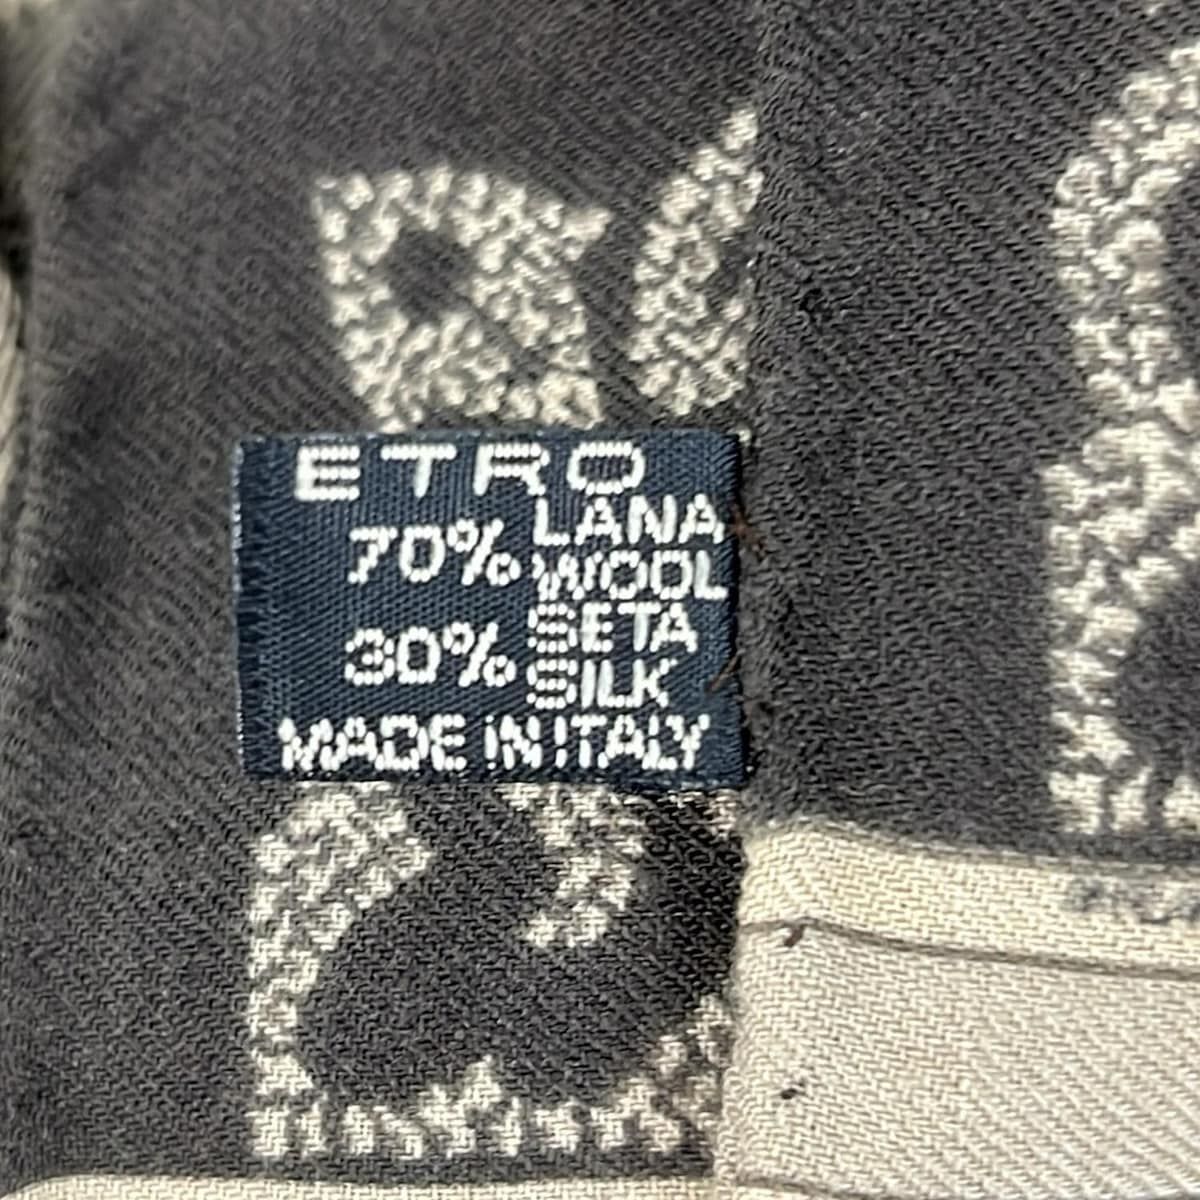 ETRO
70% LANA
WOOL
30% SETA
SILK
MADE IN ITALY